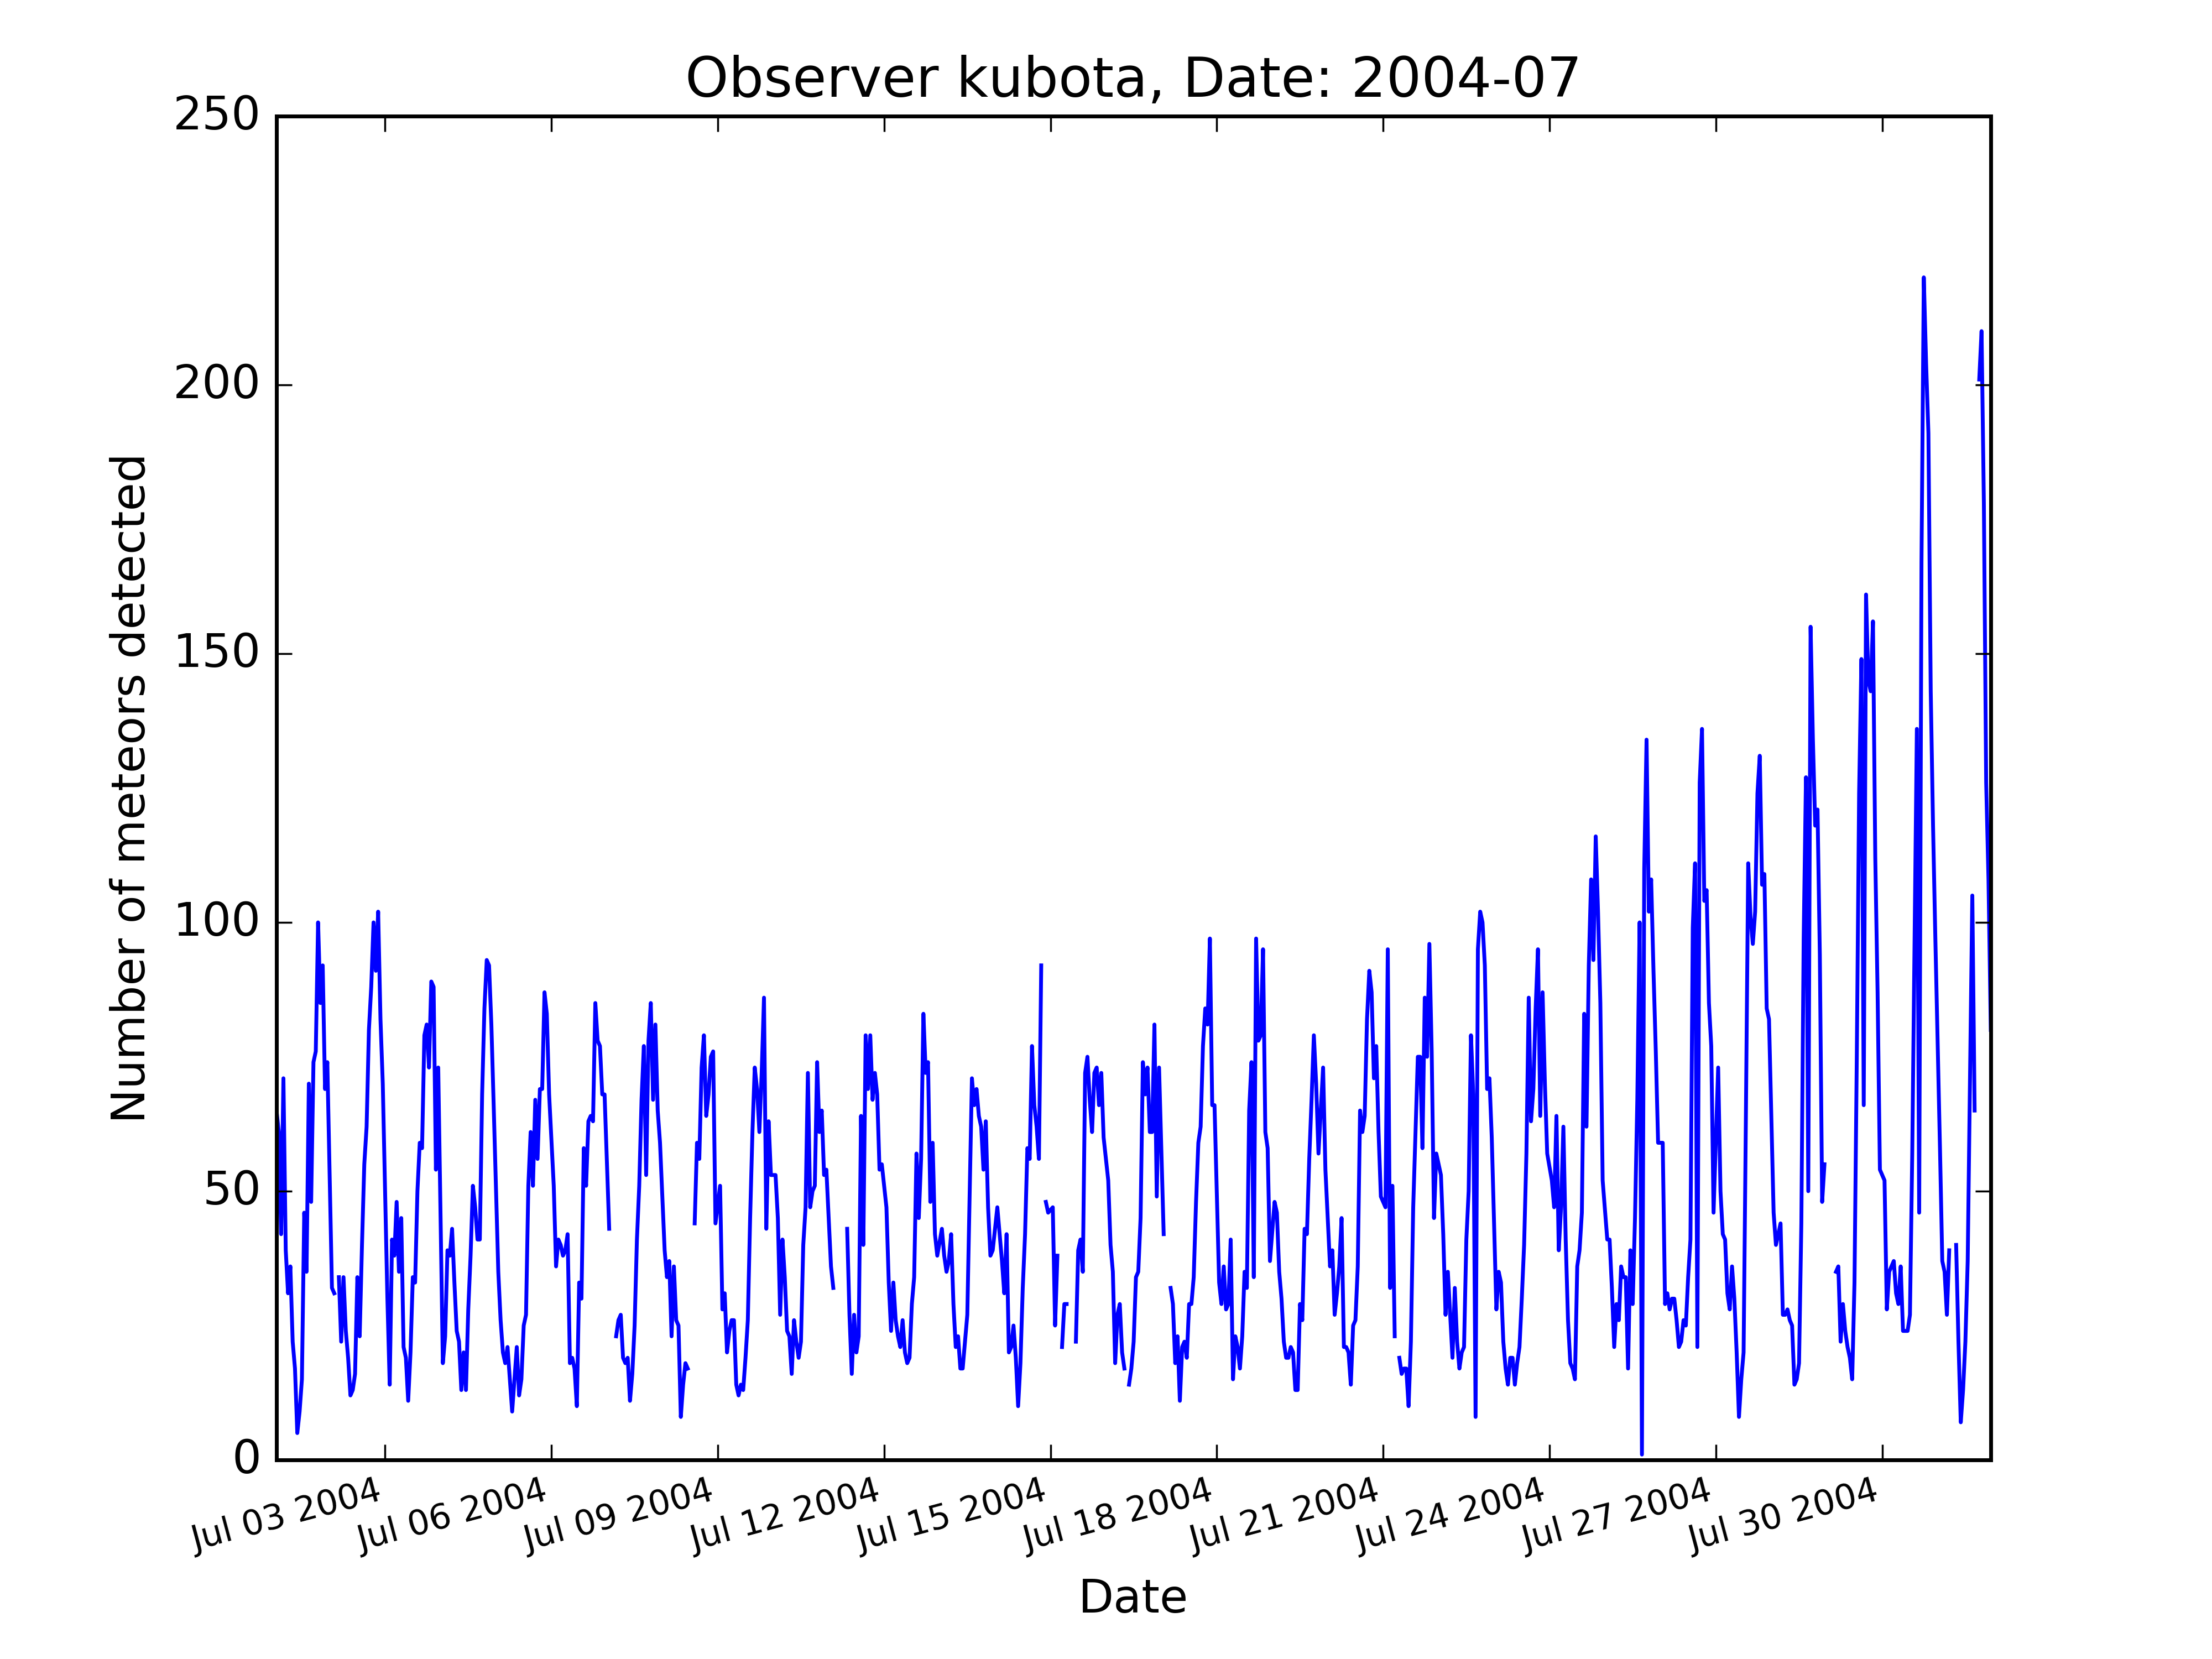 Observer kubota, Date: 2004-07
Number of meteors detected
250
200
150
100
50
0
Jul 03 2004
Jul 06 2004
Jul 09 2004
Jul 12 2004
Jul 15 2004
Jul 18 2004
Jul 21 2004
Jul 24 2004
Jul 27 2004
Jul 30 2004
Date